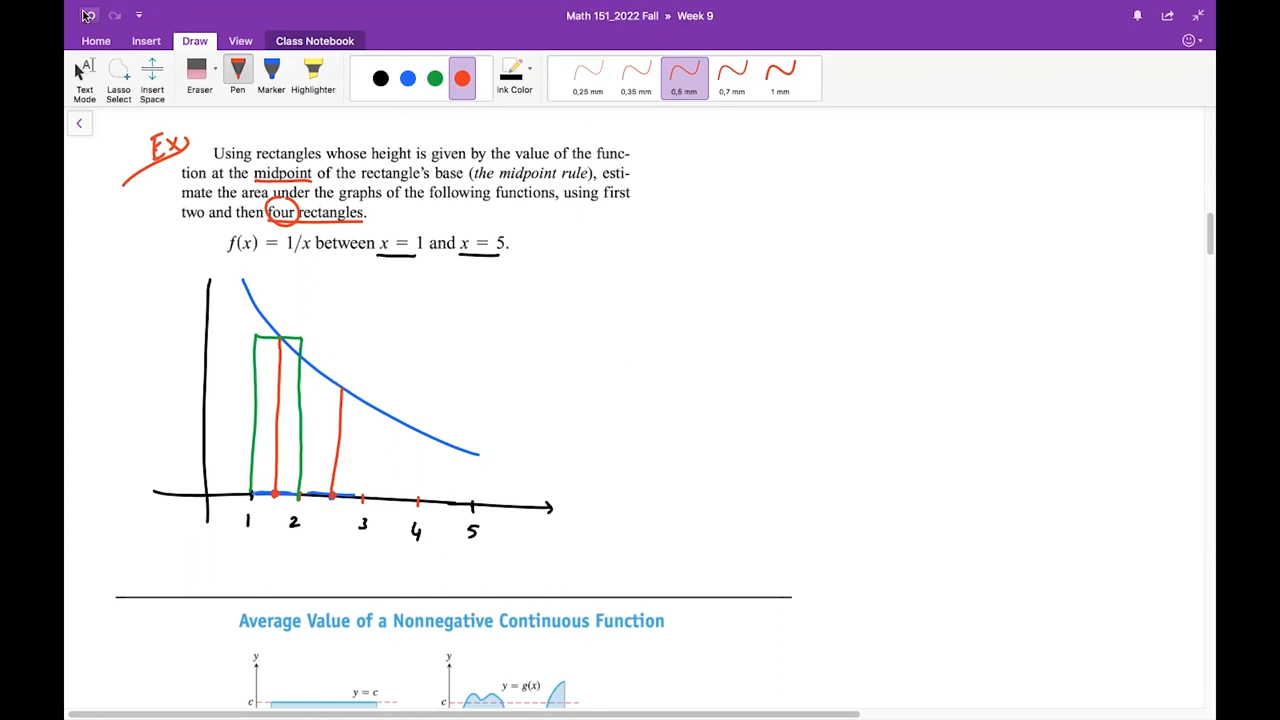 Math 151_2022 Fall » Week 9
Home Insert Draw View Class Notebook
Text Mode
Lasso Select
Insert Space
Eraser
Pen
Marker
Highlighter
Ink Color
0,25 mm
0,35 mm
0,5 mm
0,7 mm
1 mm
Ex
Using rectangles whose height is given by the value of the func-
tion at the midpoint of the rectangle's base (the midpoint rule), esti-
mate the area under the graphs of the following functions, using first
two and then four rectangles.
f(x) = 1/x between x = 1 and x = 5.
1 2 3 4 5
Average Value of a Nonnegative Continuous Function
y y
y = g(x)
y = c
c c